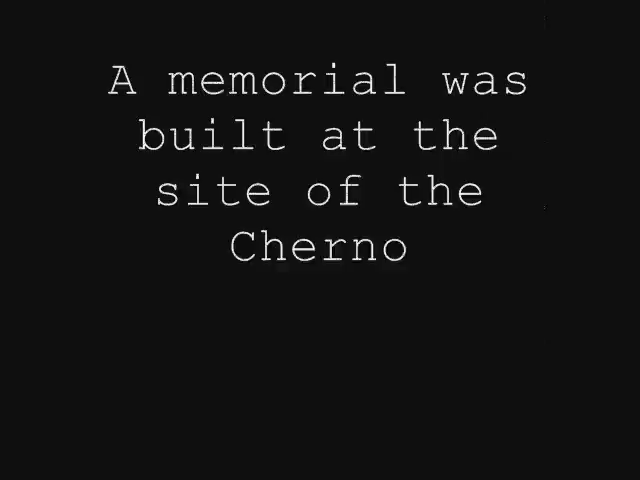 A memorial was
built at the
site of the
Cherno